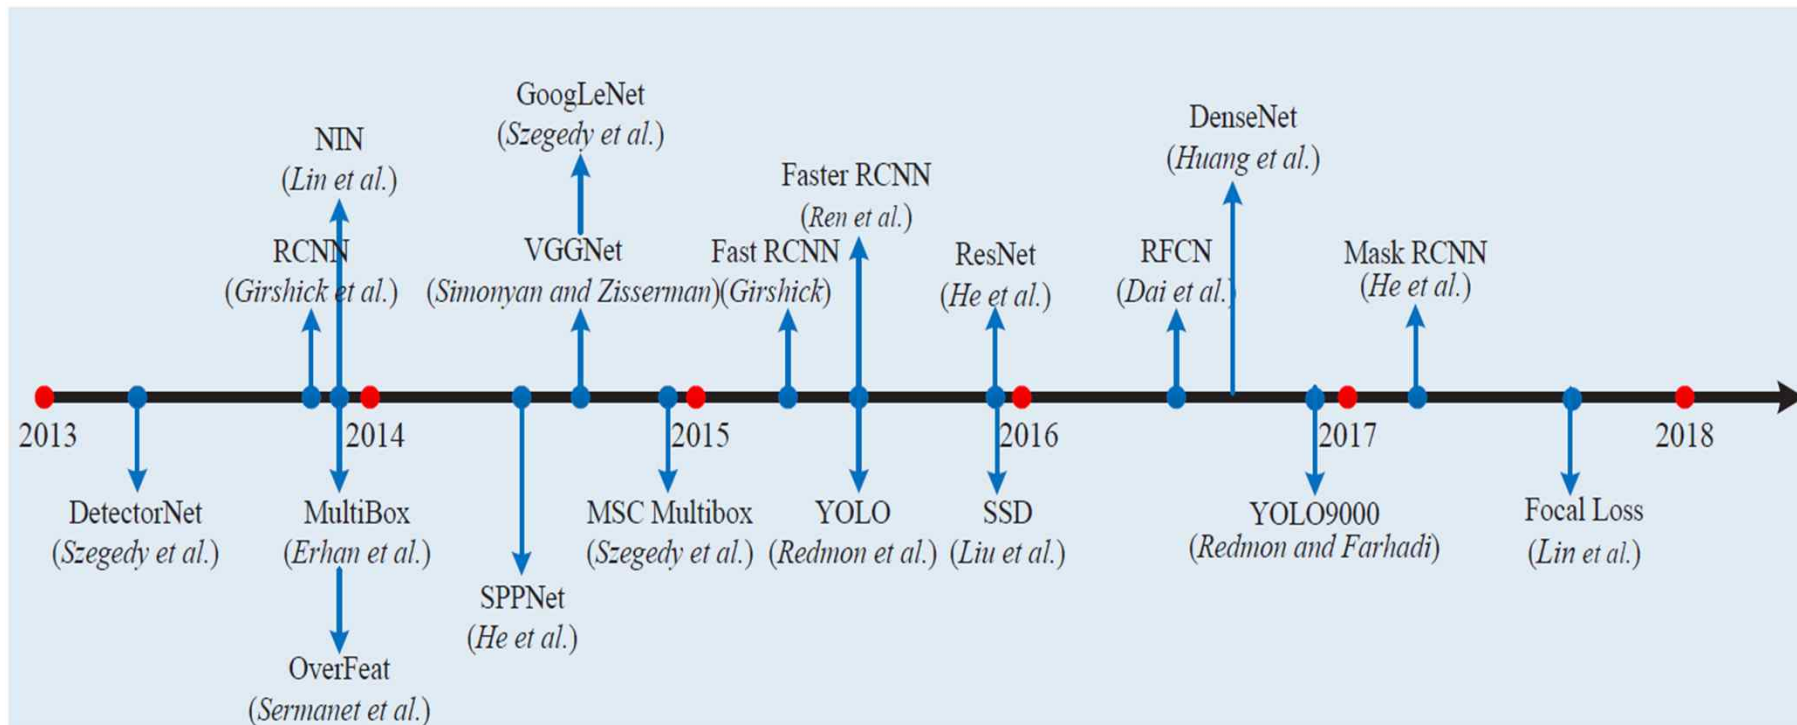 GoogLeNet
(Szegedy et al.)
NIN
(Lin et al.)
DenseNet
(Huang et al.)
Faster RCNN
(Ren et al.)
RCNN
(Girshick et al.)
VGGNet
(Simonyan and Zisserman)
Fast RCNN
(Girshick)
ResNet
(He et al.)
RFCN
(Dai et al.)
Mask RCNN
(He et al.)
2013
2014
2015
2016
2017
2018
DetectorNet
(Szegedy et al.)
MultiBox
(Erhan et al.)
MSC Multibox
(Szegedy et al.)
YOLO
(Redmon et al.)
SSD
(Liu et al.)
YOLO9000
(Redmon and Farhadi)
Focal Loss
(Lin et al.)
SPPNet
(He et al.)
OverFeat
(Sermanet et al.)